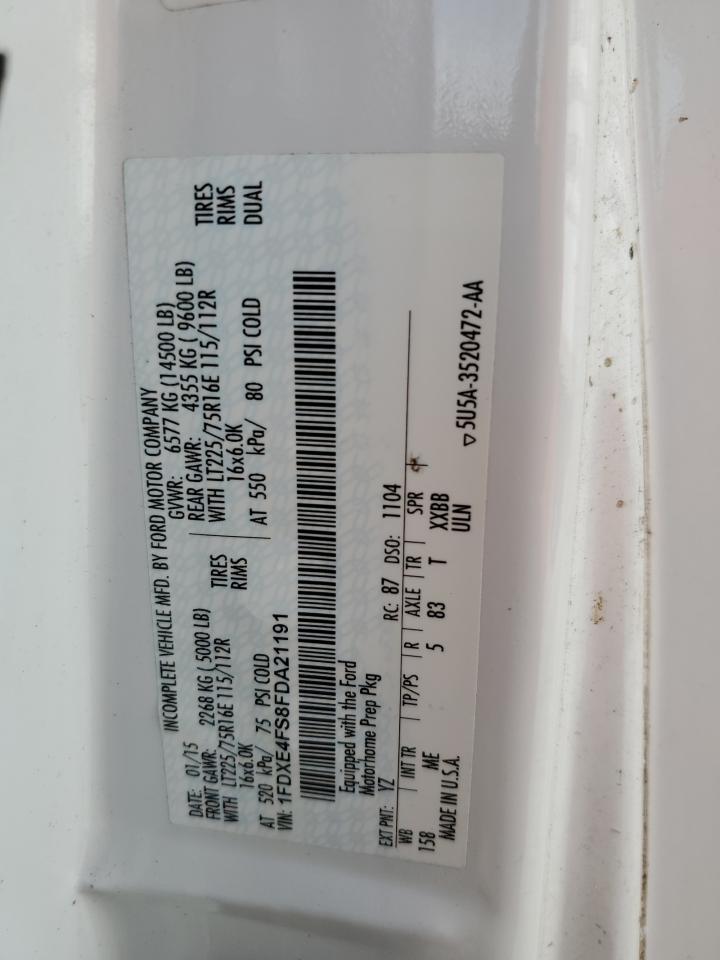 INCOMPLETE VEHICLE MFD. BY FORD MOTOR COMPANY
DATE: 01/15 GVWR: 6577 KG (14500 LB)
FRONT GAWR: 2268 KG ( 5000 LB) REAR GAWR: 4355 KG ( 9600 LB)
WITH LT225/75R16E 115/112R TIRES WITH LT225/75R16E 115/112R TIRES
16x6.0K RIMS 16x6.0K RIMS
AT 520 kPa/ 75 PSI COLD AT 550 kPa/ 80 PSI COLD DUAL
VIN: 1FDXE4FS8FDA21191
Equipped with the Ford
Motorhome Prep Pkg
EXT PNT: YZ RC: 87 DSO: 1104
WB | INT TR | TP/PS | R | AXLE | TR | SPR
158 ME 5 83 T XXBB
MADE IN U.S.A. ULN
▽5U5A-3520472-AA